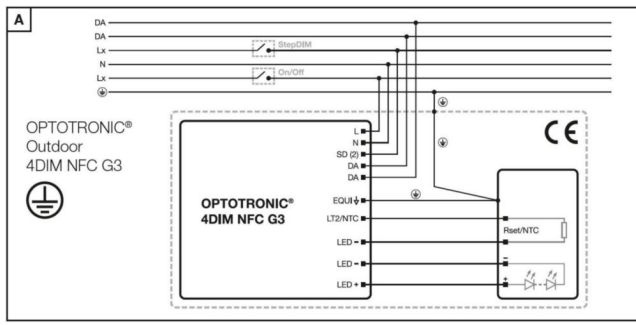 A
DA
DA
Lx
StepDIM
N
Lx
On/Off
OPTOTRONIC®
Outdoor
4DIM NFC G3
CE
L
N
SD (2)
DA
DA
OPTOTRONIC®
4DIM NFC G3
EQUI
LT2/NTC
Rset/NTC
LED -
LED -
-
LED +
+